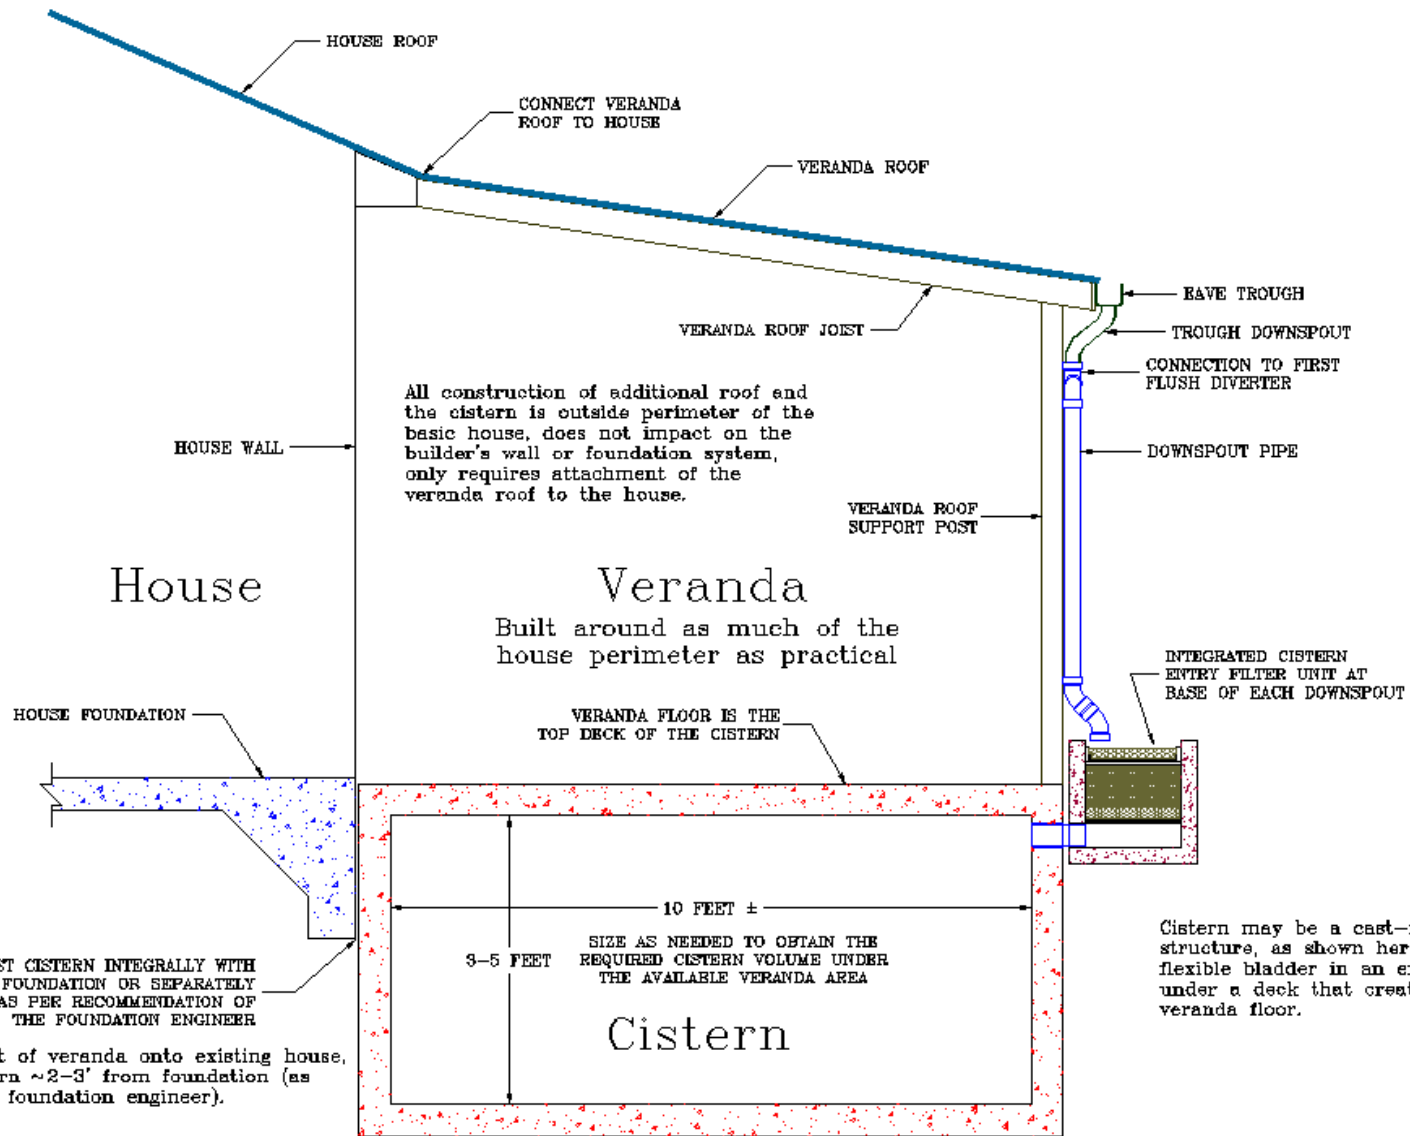 HOUSE ROOF
CONNECT VERANDA
ROOF TO HOUSE
VERANDA ROOF
EAVE TROUGH
TROUGH DOWNSPOUT
CONNECTION TO FIRST
FLUSH DIVERTER
VERANDA ROOF JOIST
All construction of additional roof and
the cistern is outside perimeter of the
basic house, does not impact on the
builder's wall or foundation system,
only requires attachment of the
veranda roof to the house.
HOUSE WALL
DOWNSPOUT PIPE
VERANDA ROOF
SUPPORT POST
House
Veranda
Built around as much of the
house perimeter as practical
INTEGRATED CISTERN
ENTRY FILTER UNIT AT
BASE OF EACH DOWNSPOUT
HOUSE FOUNDATION
VERANDA FLOOR IS THE
TOP DECK OF THE CISTERN
10 FEET ±
3-5 FEET
SIZE AS NEEDED TO OBTAIN THE
REQUIRED CISTERN VOLUME UNDER
THE AVAILABLE VERANDA AREA
Cistern
CISTERN INTEGRALLY WITH
FOUNDATION OR SEPARATELY
AS PER RECOMMENDATION OF
THE FOUNDATION ENGINEER
of veranda onto existing house,
~2-3' from foundation (as
foundation engineer).
Cistern may be a cast-
structure, as shown
flexible bladder in an
under a deck that
veranda floor.